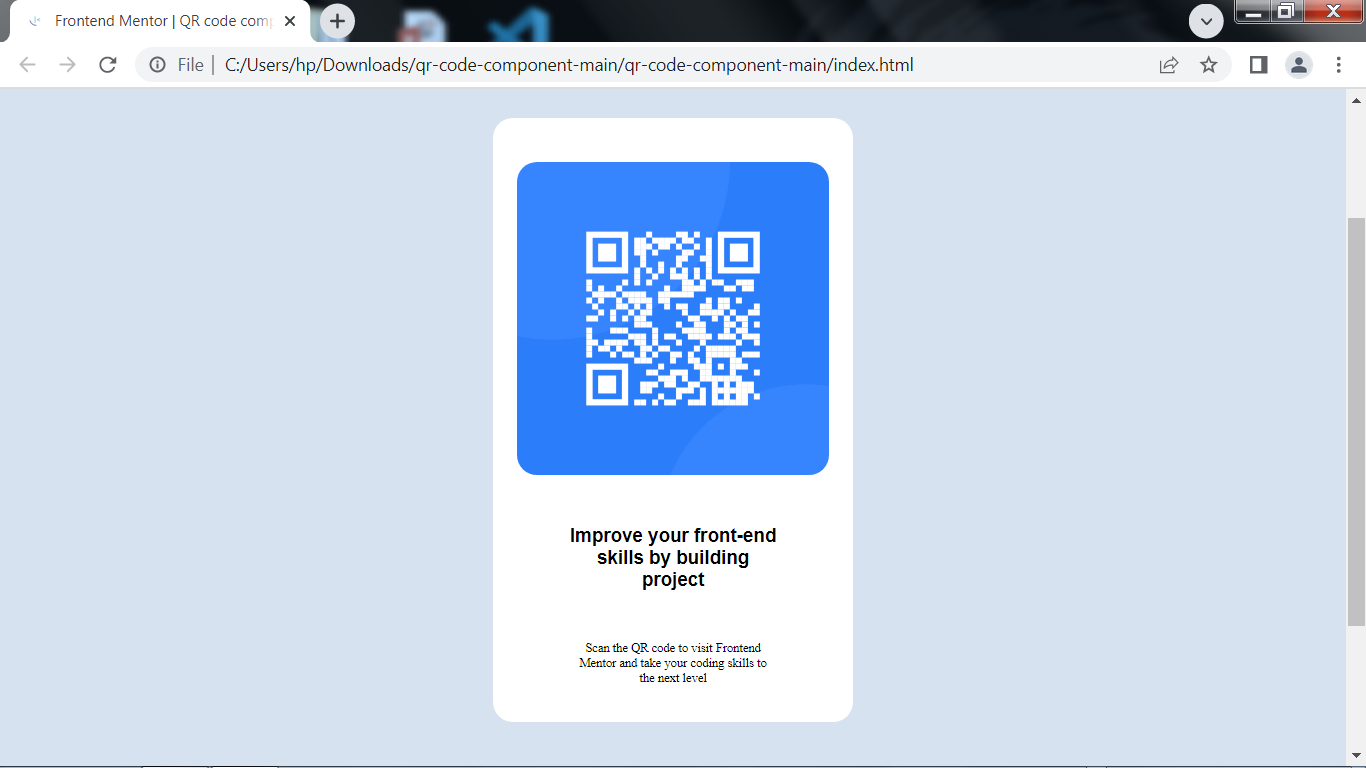 Frontend Mentor | QR code comp
File | C:/Users/hp/Downloads/qr-code-component-main/qr-code-component-main/index.html
Improve your front-end
skills by building
project
Scan the QR code to visit Frontend
Mentor and take your coding skills to
the next level